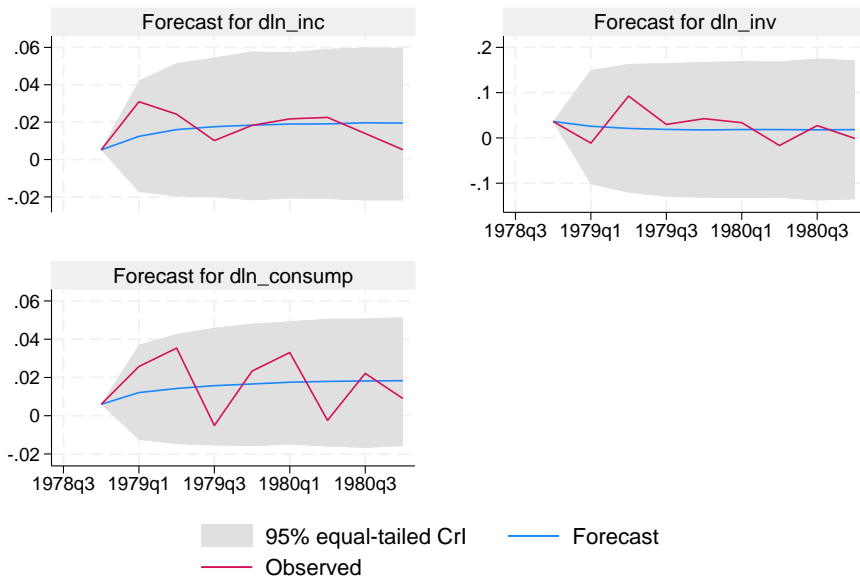 Forecast for dln_inc
.06
.04
.02
0
-.02
Forecast for dln_inv
.2
.1
0
-.1
1978q3 1979q1 1979q3 1980q1 1980q3
Forecast for dln_consump
.06
.04
.02
0
-.02
1978q3 1979q1 1979q3 1980q1 1980q3
95% equal-tailed CrI Forecast
Observed